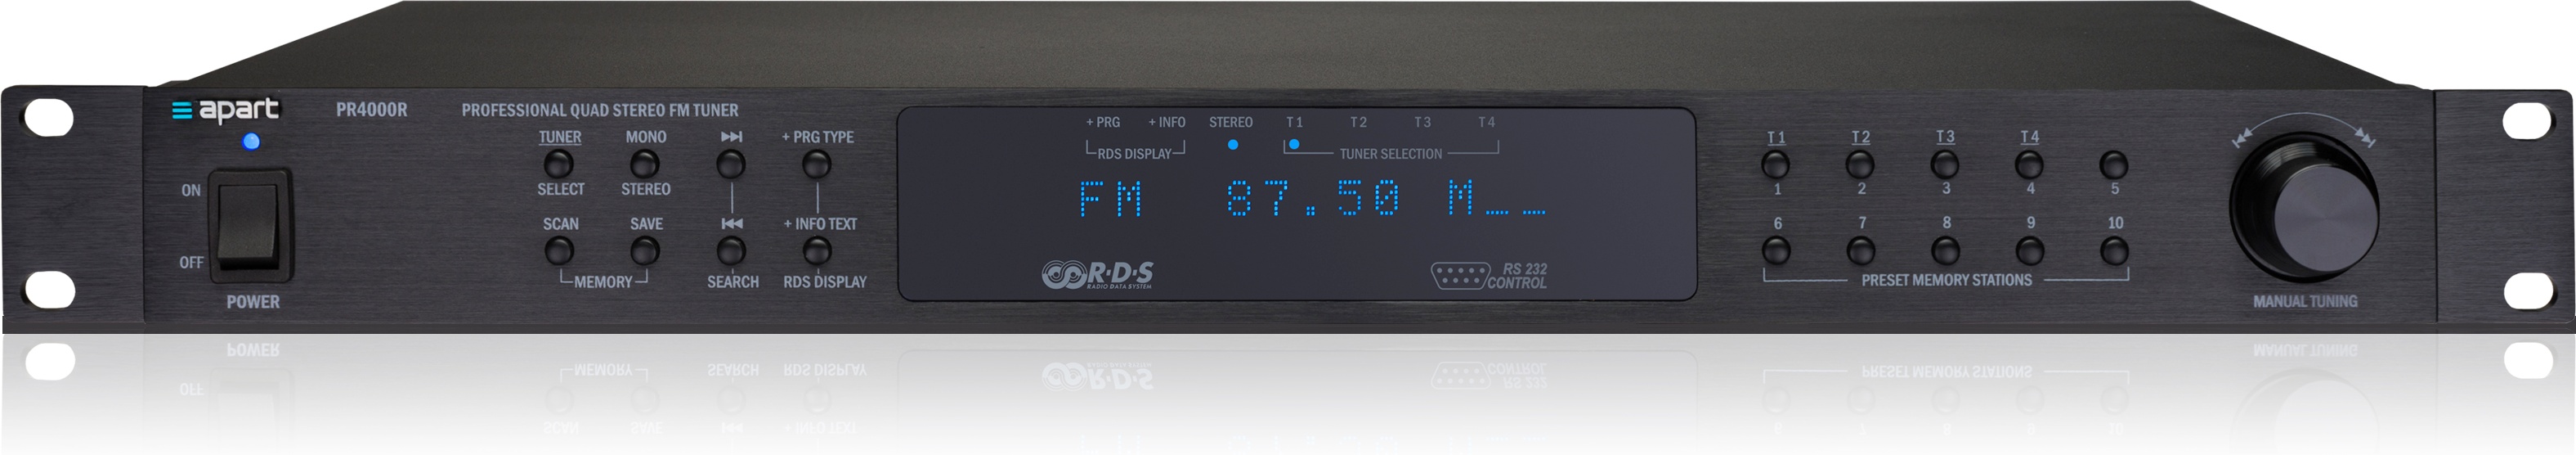 apart PR4000R PROFESSIONAL QUAD STEREO FM TUNER
ON
OFF
POWER
TUNER MONO + PRG TYPE
SELECT STEREO
SCAN SAVE + INFO TEXT
MEMORY SEARCH RDS DISPLAY
+ PRG + INFO STEREO T1 T2 T3 T4
RDS DISPLAY TUNER SELECTION
FM 87.50 M_ _
R·D·S
RADIO DATA SYSTEM
RS 232
CONTROL
T1 T2 T3 T4
1 2 3 4 5
6 7 8 9 10
PRESET MEMORY STATIONS
MANUAL TUNING